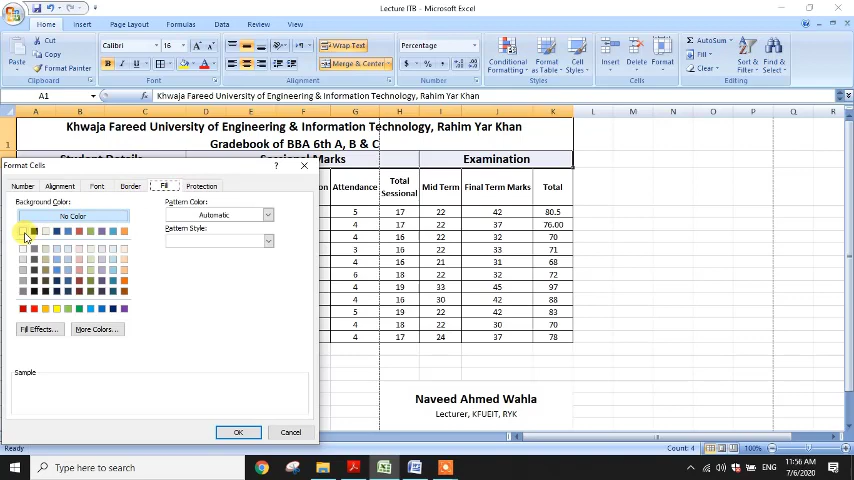 Lecture ITB - Microsoft Excel
Home Insert Page Layout Formulas Data Review View
Paste
Cut
Copy
Format Painter
Clipboard
Calibri 16
Font
Wrap Text
Merge & Center
Alignment
Percentage
Number
Conditional Formatting
Format as Table
Cell Styles
Styles
Insert Delete Format
Cells
AutoSum
Fill
Clear
Sort & Filter
Find & Select
Editing
A1 fx Khwaja Fareed University of Engineering & Information Technology, Rahim Yar Khan
A B C D E F G H I J K L M N O P Q R
1
Khwaja Fareed University of Engineering & Information Technology, Rahim Yar Khan
Gradebook of BBA 6th A, B & C
Examination
Attendance Total Sessional Mid Term Final Term Marks Total
5 17 22 42 80.5
4 17 22 37 76.00
4 16 22 32 70
3 16 22 33 71
4 16 21 31 68
6 18 22 32 72
4 19 33 45 97
4 16 30 42 88
5 19 22 42 83
4 18 22 30 70
4 17 24 37 78
Naveed Ahmed Wahla
Lecturer, KFUEIT, RYK
Format Cells
Number Alignment Font Border Fill Protection
Background Color:
No Color
Fill Effects... More Colors...
Pattern Color:
Automatic
Pattern Style:
Sample
OK Cancel
Ready
Count: 4
100%
Type here to search
ENG
11:56 AM
7/6/2020